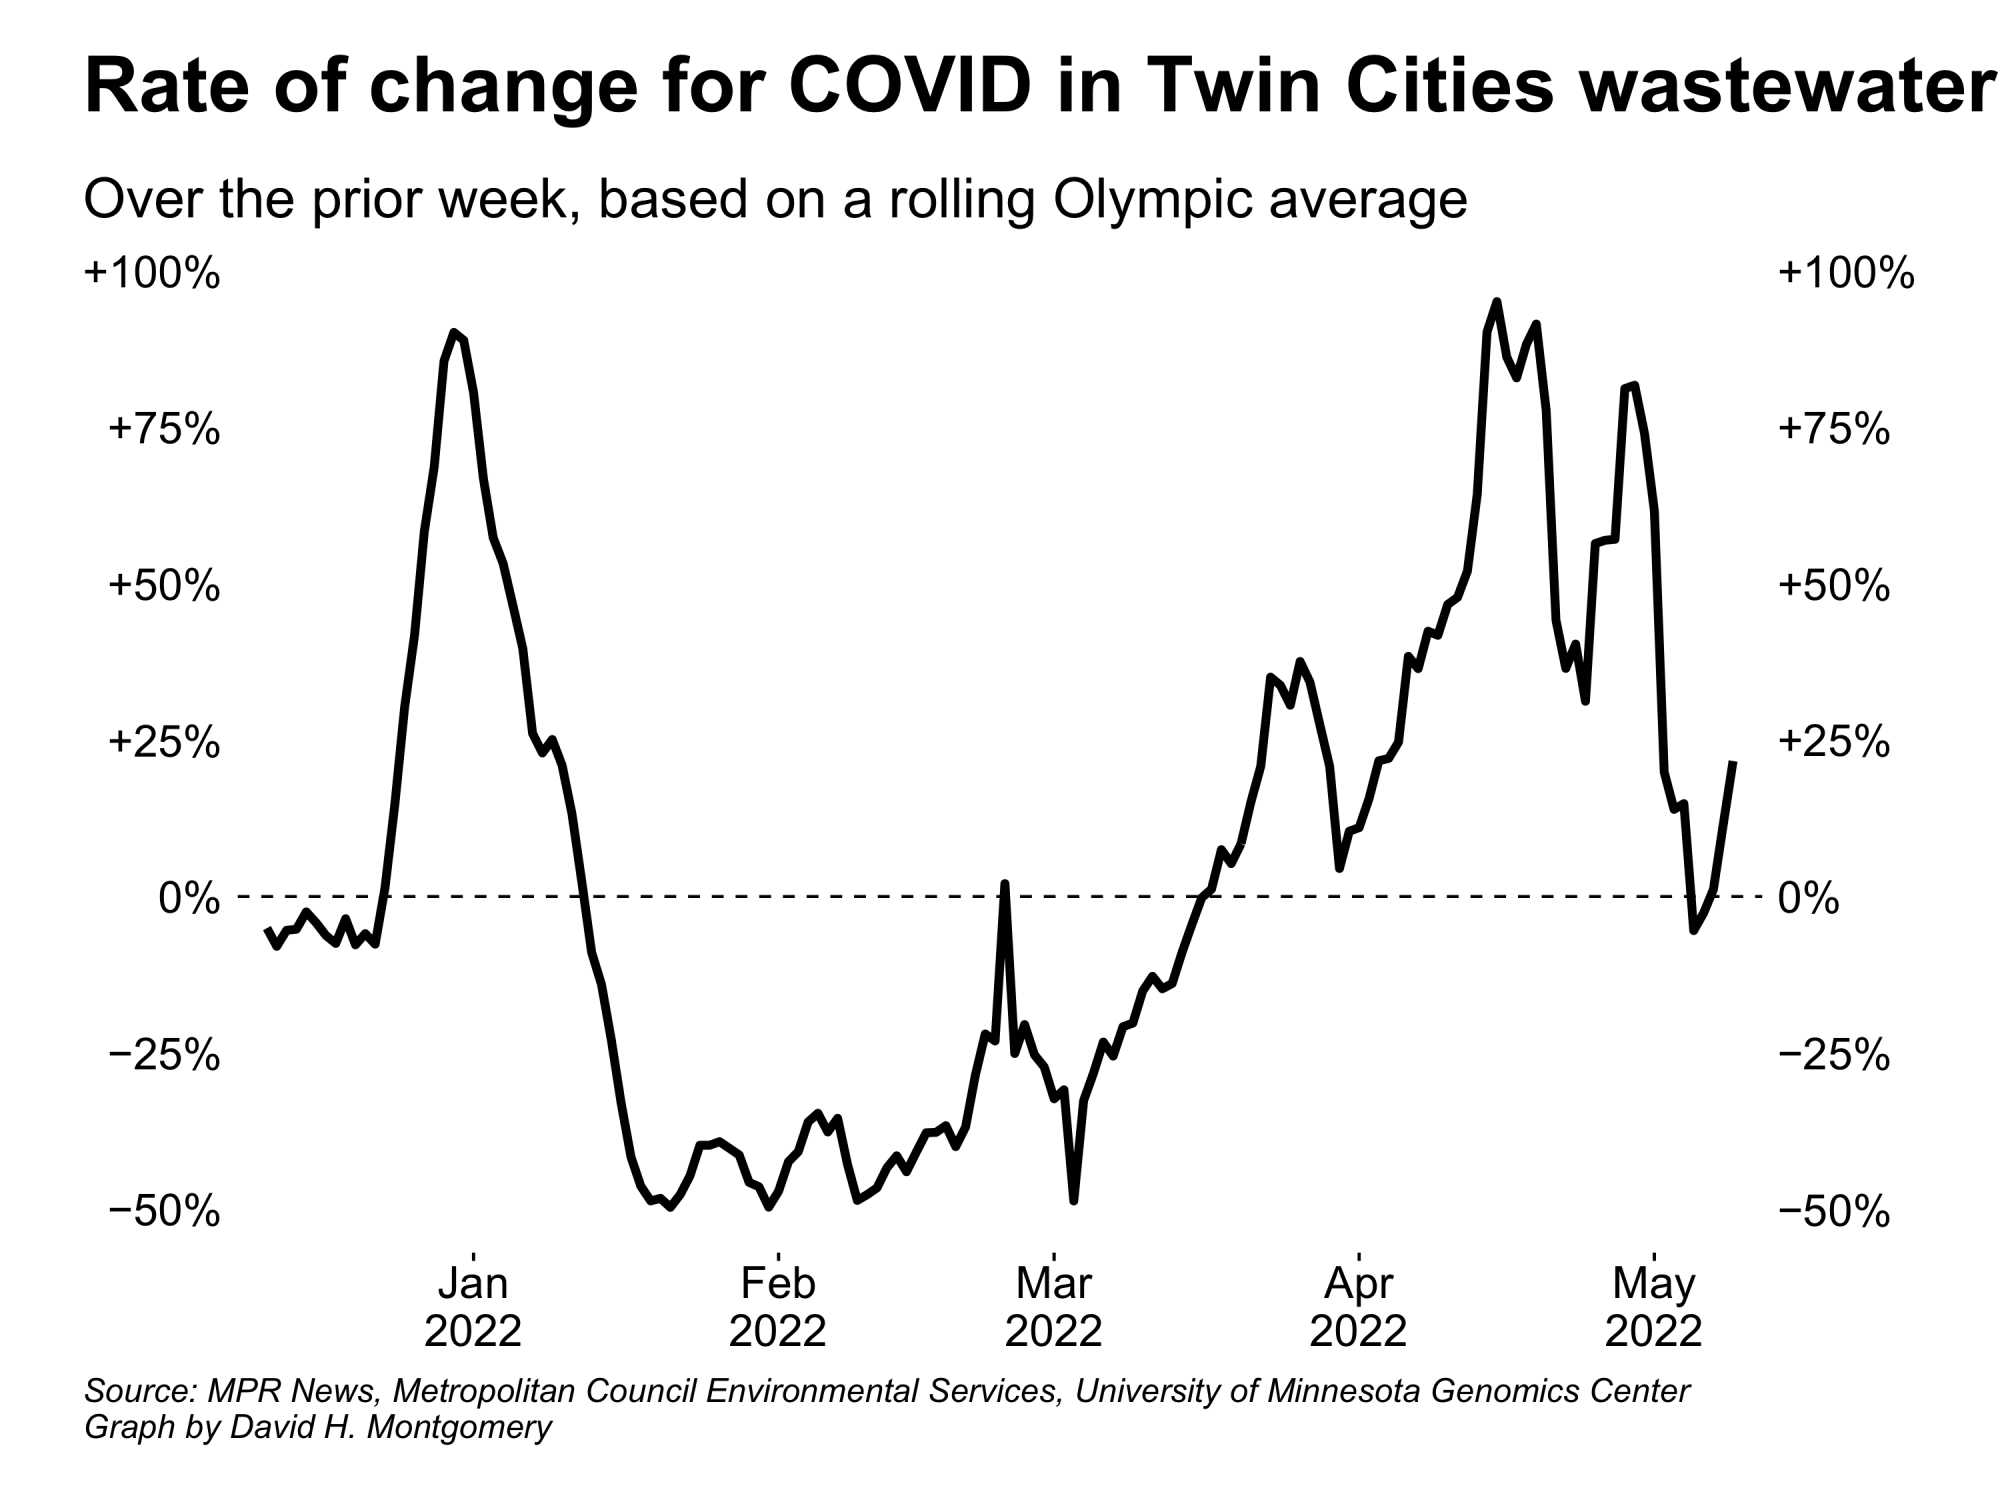 Rate of change for COVID in Twin Cities wastewater
Over the prior week, based on a rolling Olympic average
+100% +100%
+75% +75%
+50% +50%
+25% +25%
0% 0%
−25% −25%
−50% −50%
Jan Feb Mar Apr May
2022 2022 2022 2022 2022
Source: MPR News, Metropolitan Council Environmental Services, University of Minnesota Genomics Center
Graph by David H. Montgomery